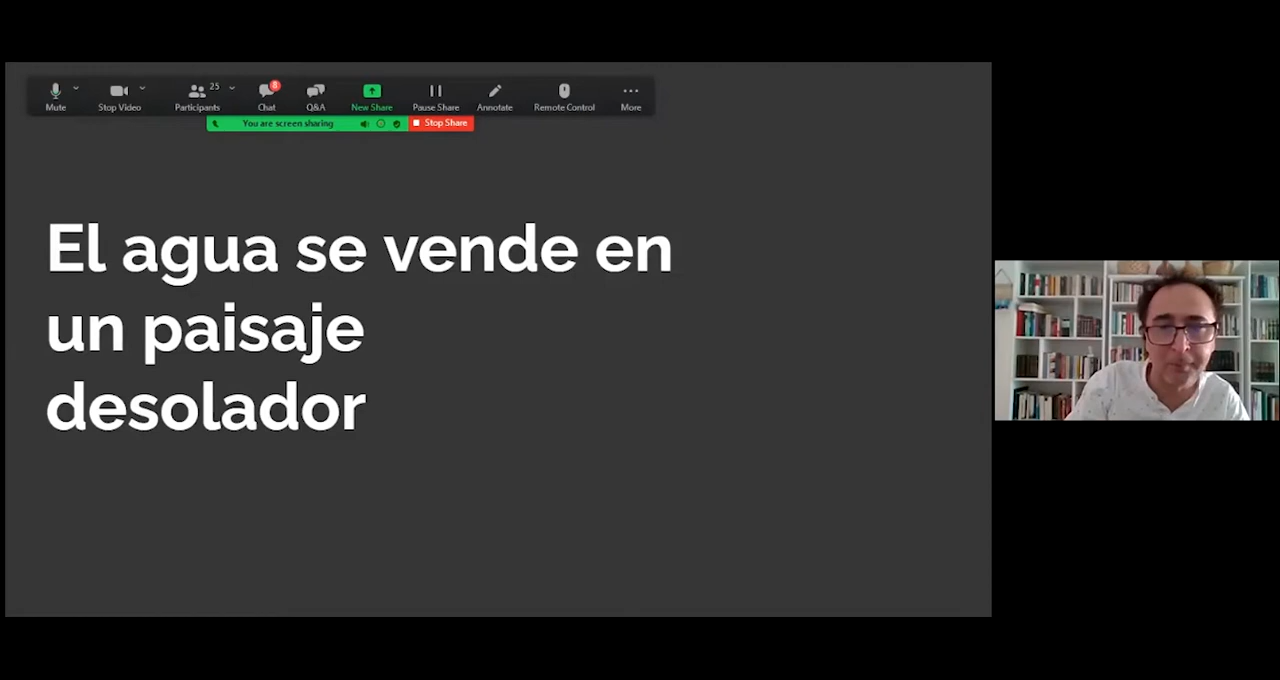 25
8
Mute
Stop Video
Participants
Chat
Q&A
New Share
Pause Share
Annotate
Remote Control
More
You are screen sharing
Stop Share
El agua se vende en
un paisaje
desolador